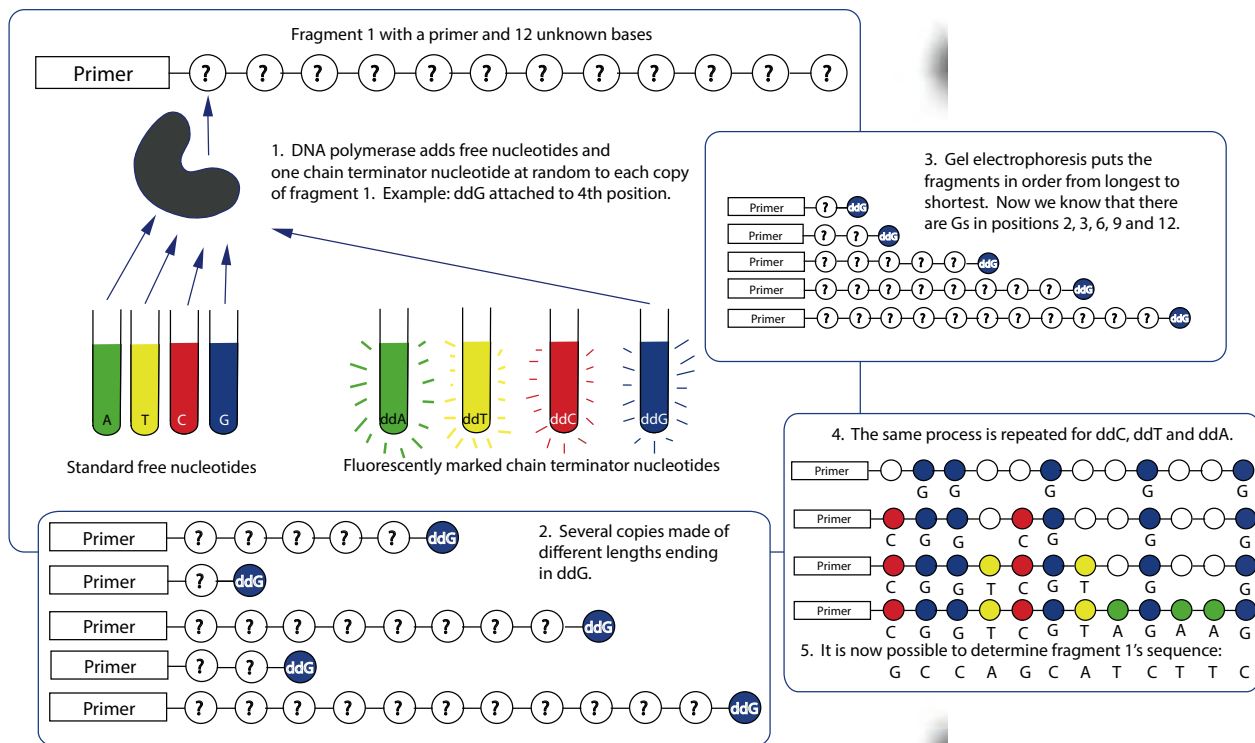 Fragment 1 with a primer and 12 unknown bases
Primer ? ? ? ? ? ? ? ? ? ? ? ?
1. DNA polymerase adds free nucleotides and
one chain terminator nucleotide at random to each copy
of fragment 1. Example: ddG attached to 4th position.
A T C G
Standard free nucleotides
ddA ddT ddC ddG
Fluorescently marked chain terminator nucleotides
2. Several copies made of
different lengths ending
in ddG.
Primer ? ? ? ? ? ddG
Primer ? ddG
Primer ? ? ? ? ? ? ? ? ddG
Primer ? ? ddG
Primer ? ? ? ? ? ? ? ? ? ? ? ddG
3. Gel electrophoresis puts the
fragments in order from longest to
shortest. Now we know that there
are Gs in positions 2, 3, 6, 9 and 12.
Primer ? ddG
Primer ? ? ddG
Primer ? ? ? ? ? ddG
Primer ? ? ? ? ? ? ? ? ddG
Primer ? ? ? ? ? ? ? ? ? ? ? ddG
4. The same process is repeated for ddC, ddT and ddA.
Primer
G G G G G
Primer
C G G C G G G
Primer
C G G T C G T G G
Primer
C G G T C G T A G A A G
5. It is now possible to determine fragment 1's sequence:
G C C A G C A T C T T C